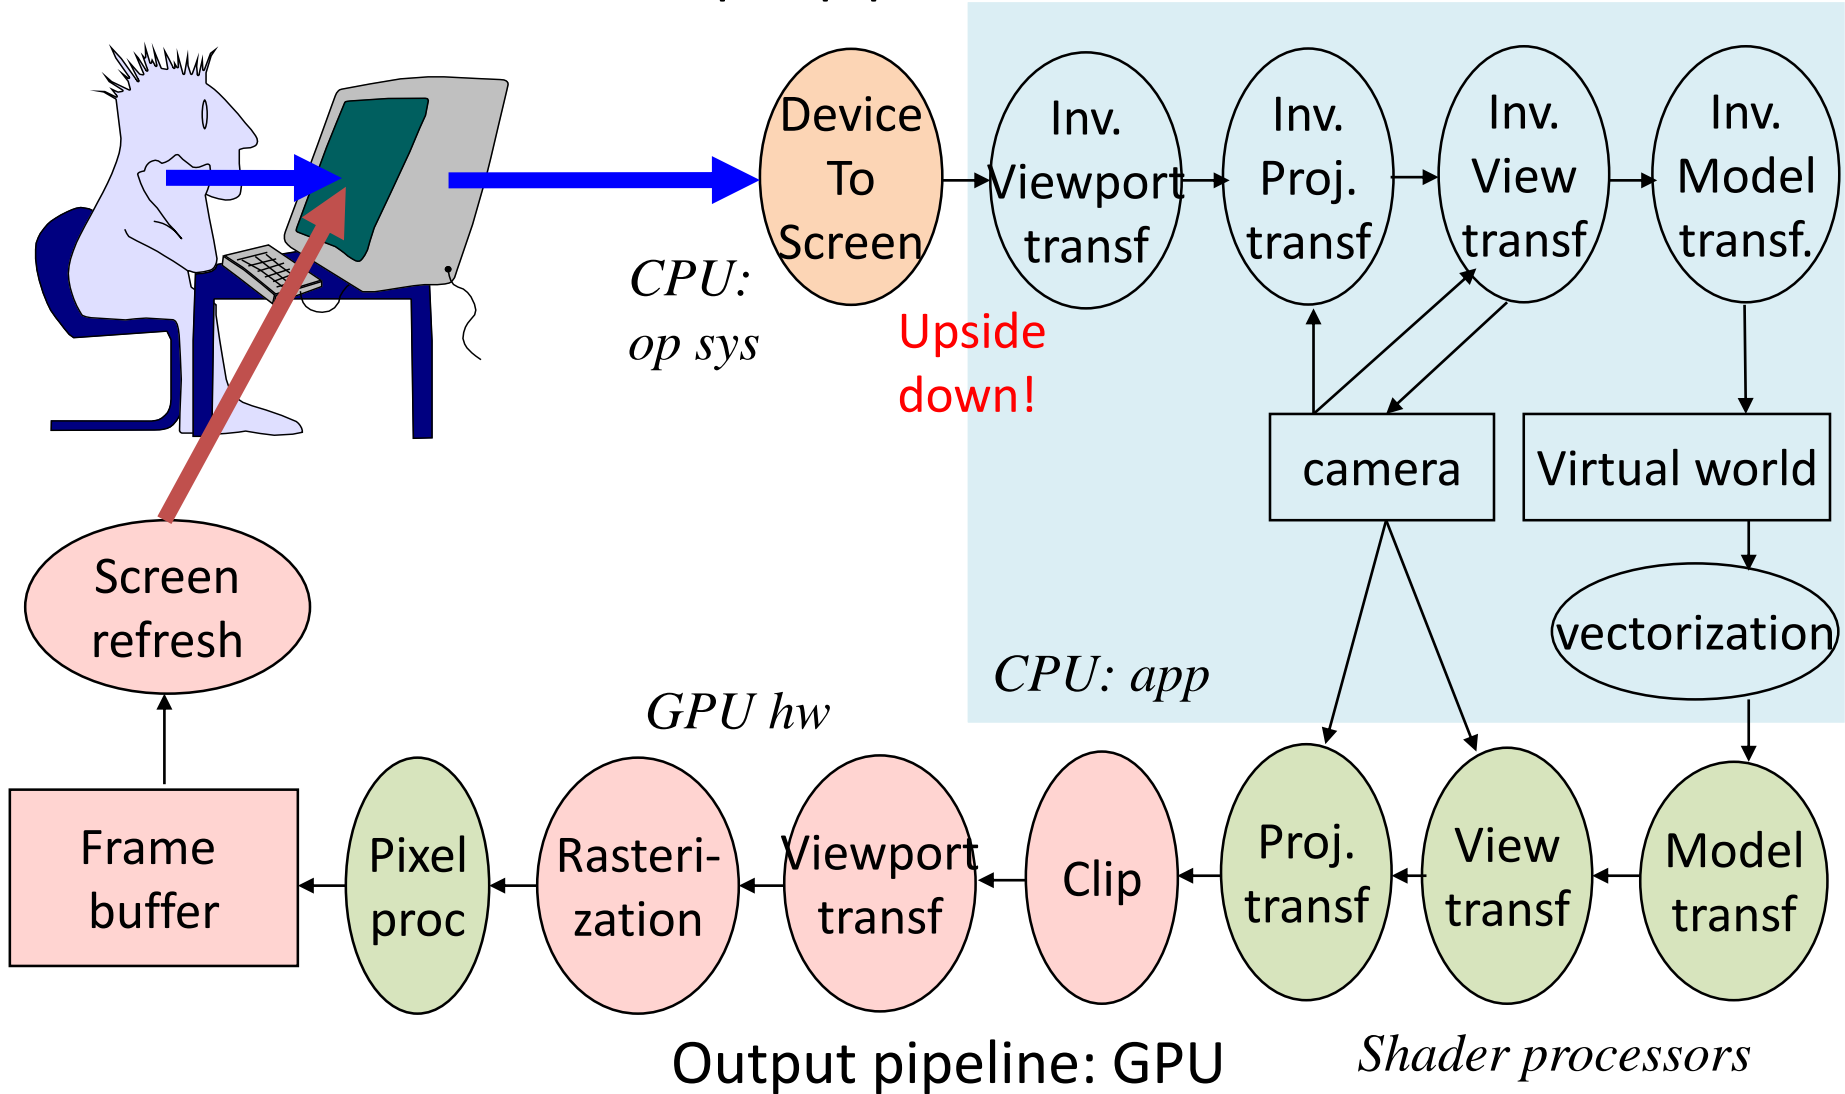 Device
To
Screen
Inv.
Viewport
transf
Inv.
Proj.
transf
Inv.
View
transf
Inv.
Model
transf.
CPU:
op sys
Upside
down!
camera
Virtual world
Screen
refresh
vectorization
CPU: app
GPU hw
Frame
buffer
Pixel
proc
Rasteri-
zation
Viewport
transf
Clip
Proj.
transf
View
transf
Model
transf
Output pipeline: GPU
Shader processors